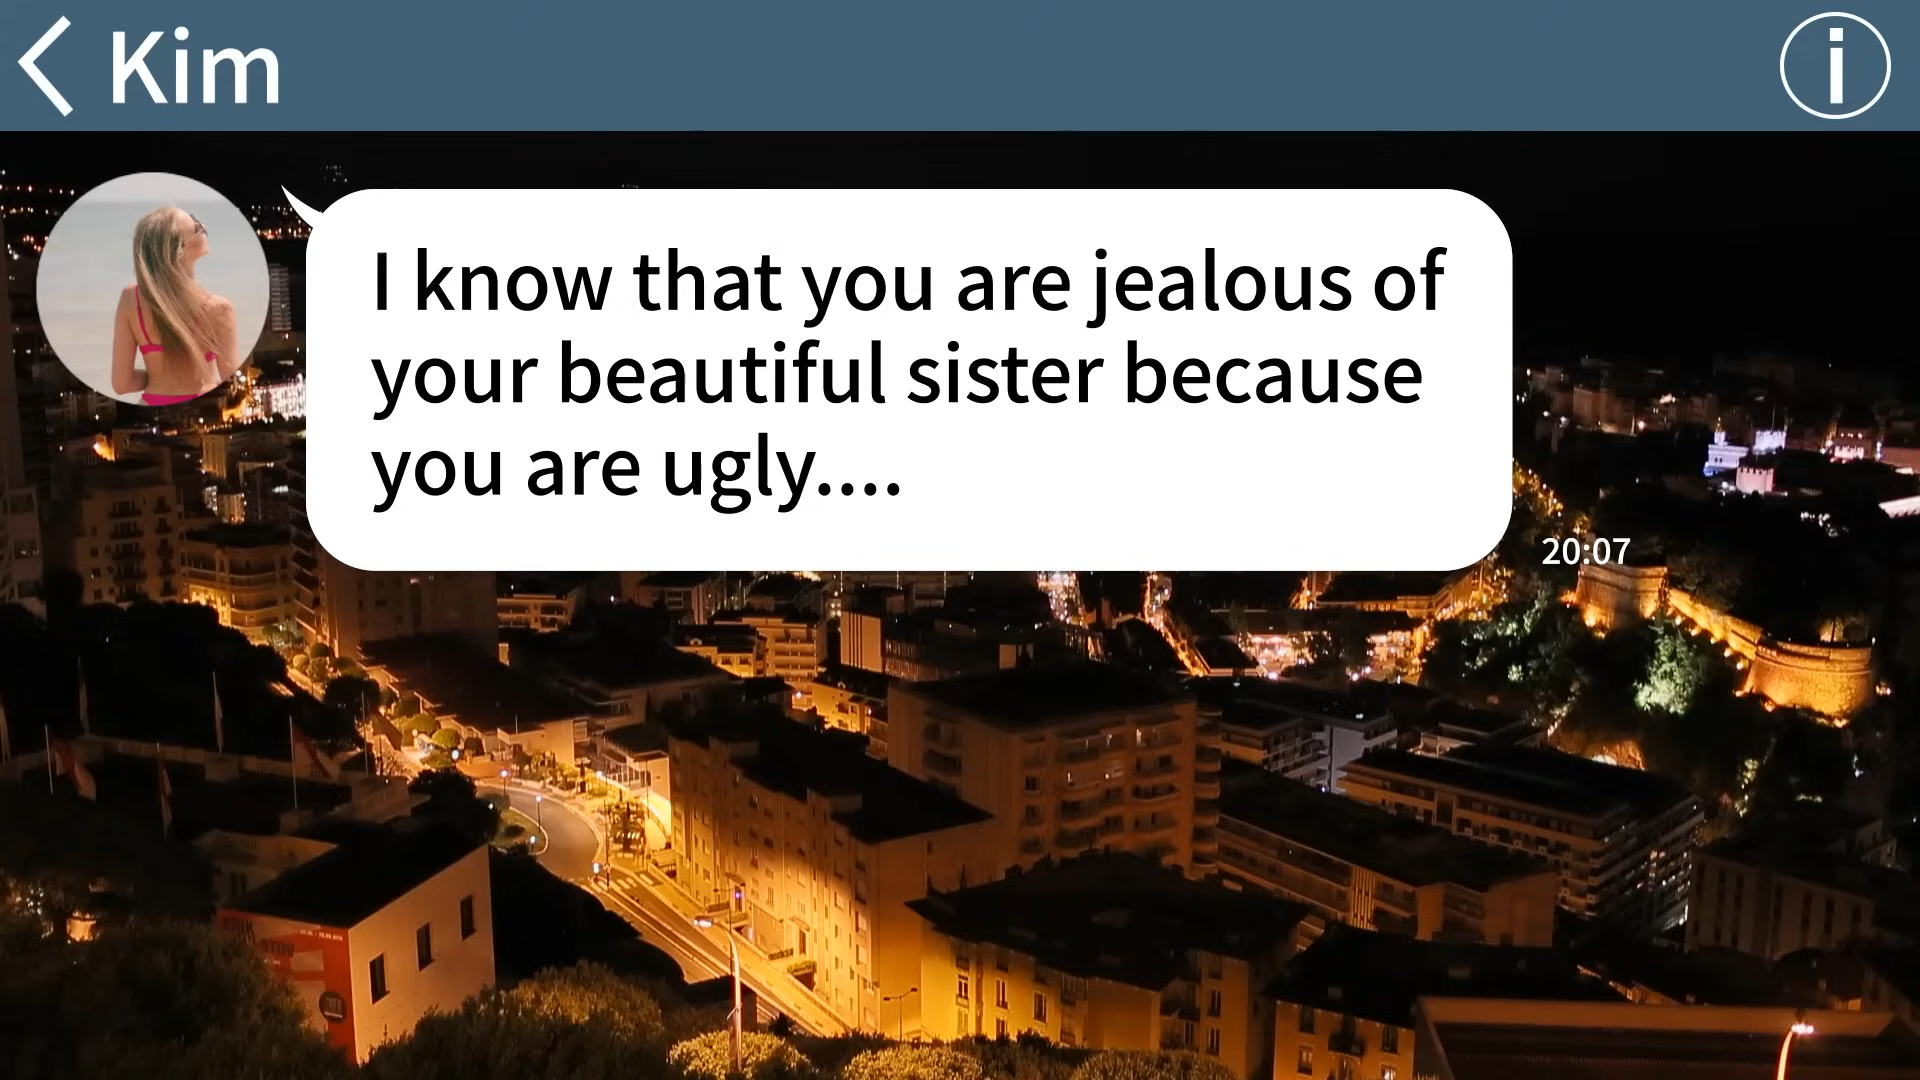 Kim
i
I know that you are jealous of
your beautiful sister because
you are ugly....
20:07